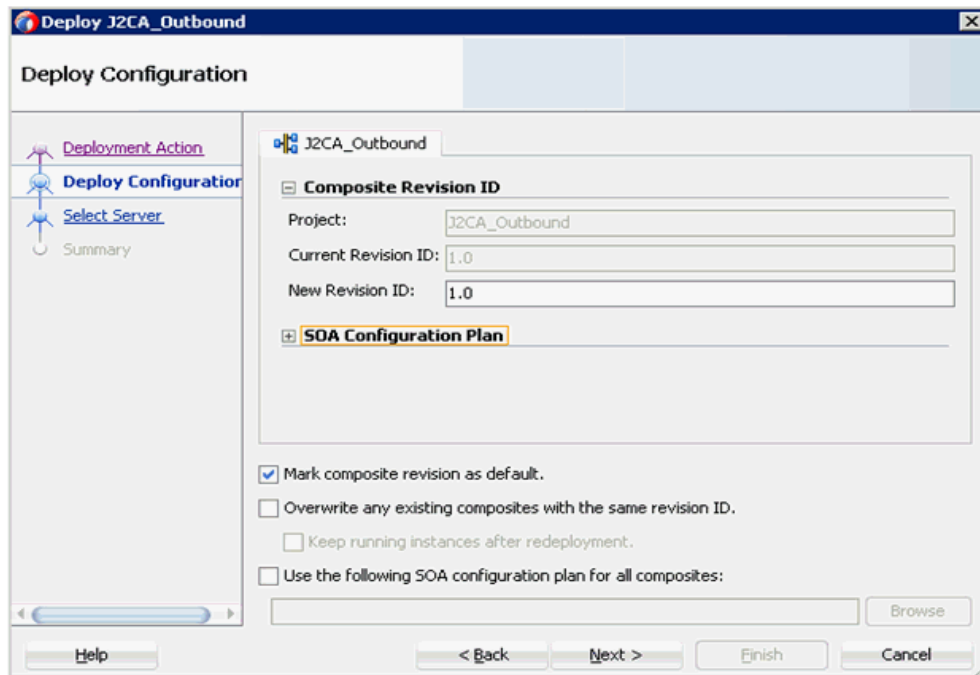 Deploy J2CA_Outbound
Deploy Configuration
Deployment Action
Deploy Configuration
Select Server
Summary
J2CA_Outbound
Composite Revision ID
Project: J2CA_Outbound
Current Revision ID: 1.0
New Revision ID: 1.0
SOA Configuration Plan
Mark composite revision as default.
Overwrite any existing composites with the same revision ID.
Keep running instances after redeployment.
Use the following SOA configuration plan for all composites:
Browse
Help < Back Next > Finish Cancel